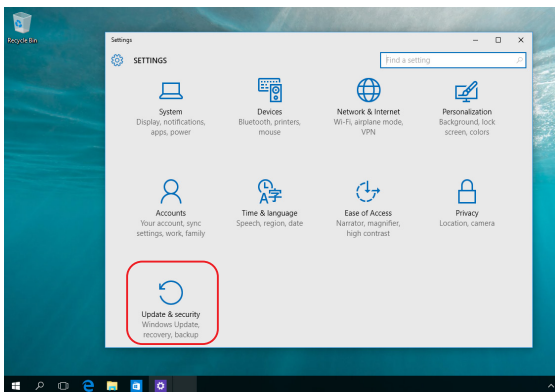 Recycle Bin
Settings
SETTINGS
Find a setting
System
Display, notifications,
apps, power
Devices
Bluetooth, printers,
mouse
Network & Internet
Wi-Fi, airplane mode,
VPN
Personalization
Background, lock
screen, colors
Accounts
Your account, sync
settings, work, family
Time & language
Speech, region, date
Ease of Access
Narrator, magnifier,
high contrast
Privacy
Location, camera
Update & security
Windows Update,
recovery, backup